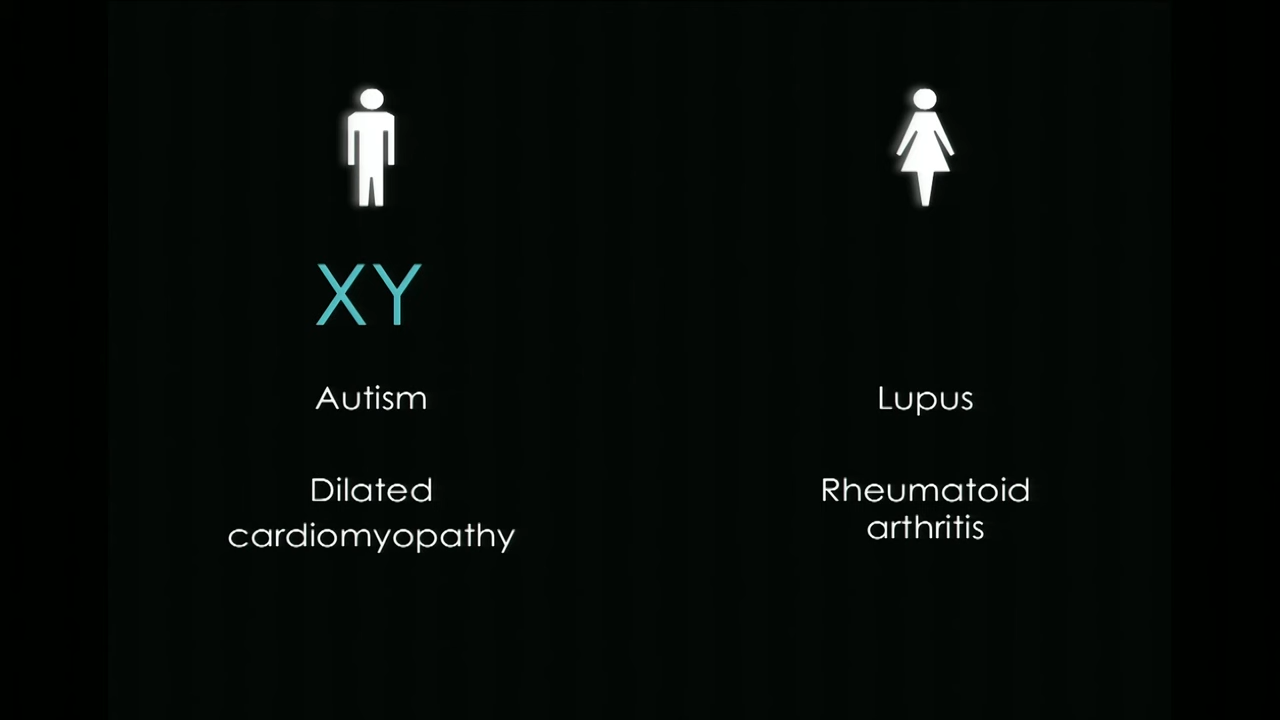 XY
Autism
Dilated
cardiomyopathy
Lupus
Rheumatoid
arthritis